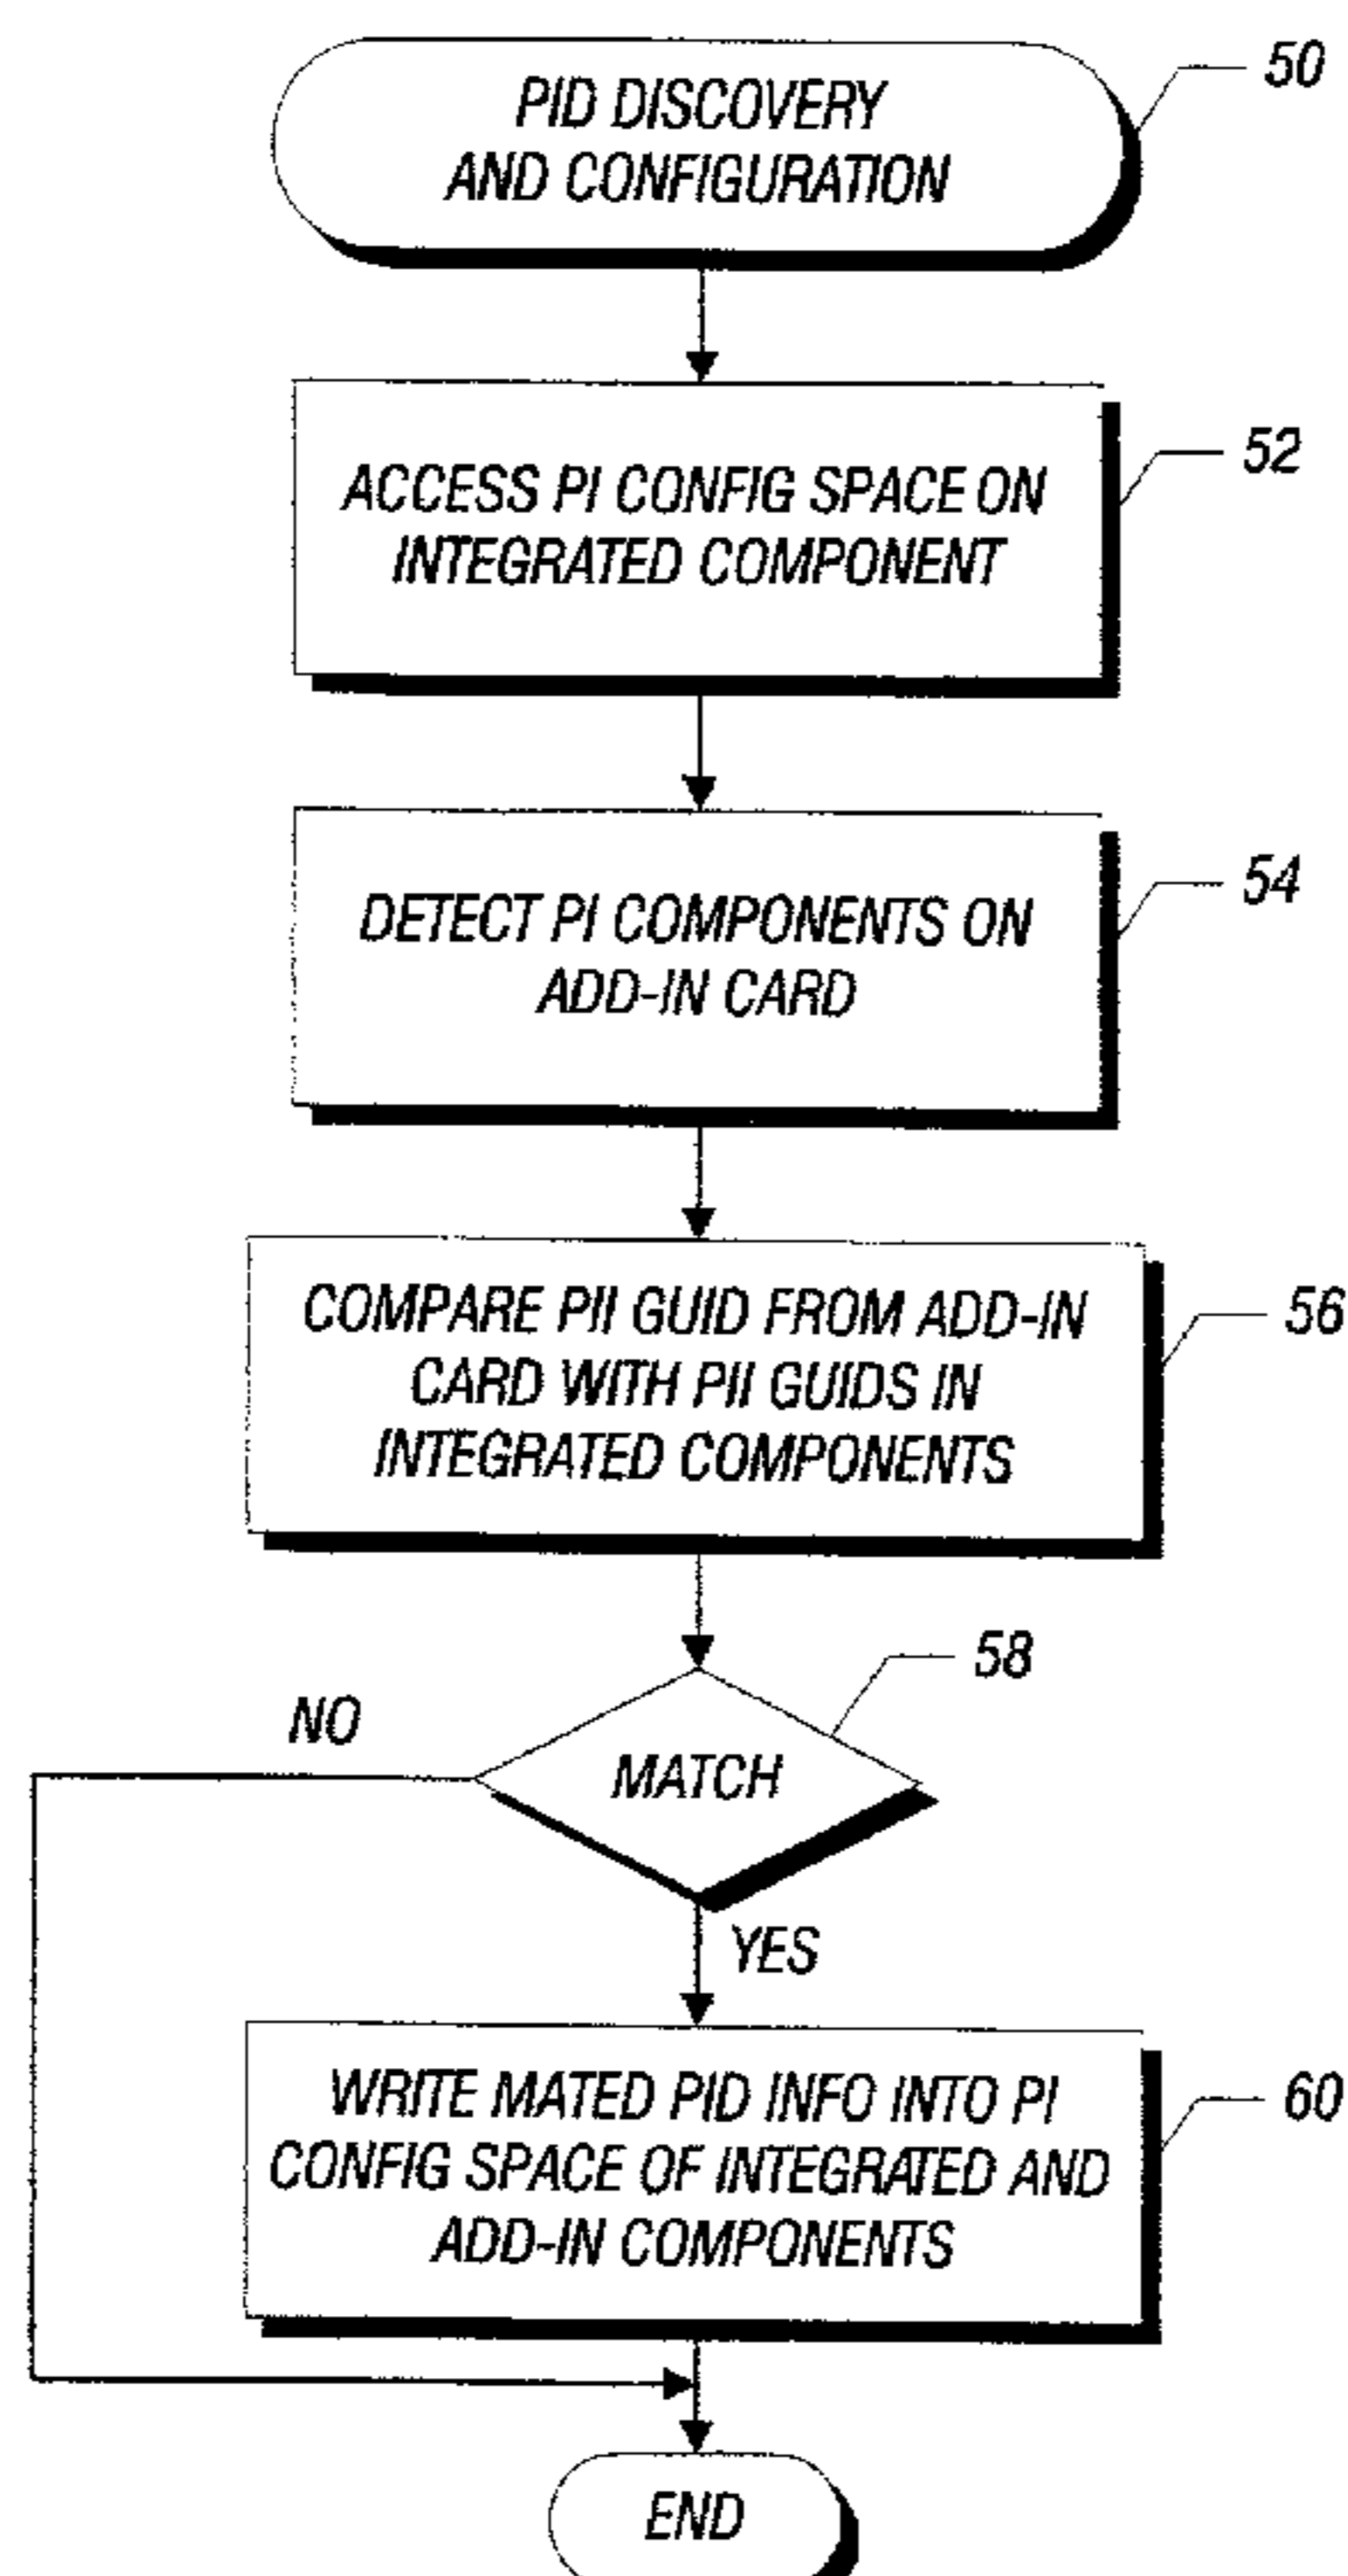 PID DISCOVERY
AND CONFIGURATION
50
ACCESS PI CONFIG SPACE ON
INTEGRATED COMPONENT
52
DETECT PI COMPONENTS ON
ADD-IN CARD
54
COMPARE PII GUID FROM ADD-IN
CARD WITH PII GUIDS IN
INTEGRATED COMPONENTS
56
58
NO
MATCH
YES
WRITE MATED PID INFO INTO PI
CONFIG SPACE OF INTEGRATED AND
ADD-IN COMPONENTS
60
END